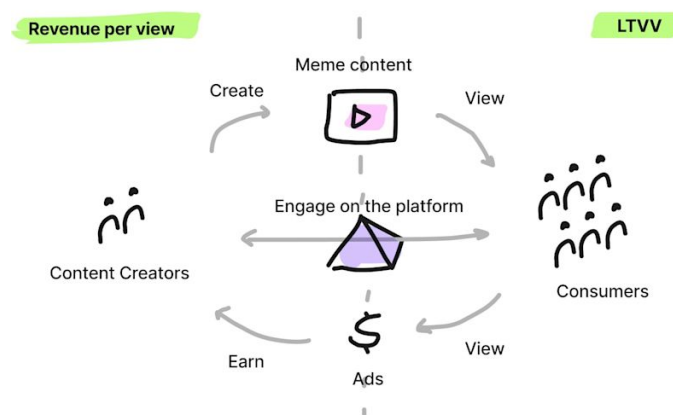 Revenue per view
LTVV
Meme content
Create
View
Engage on the platform
Content Creators
Consumers
Earn
View
Ads